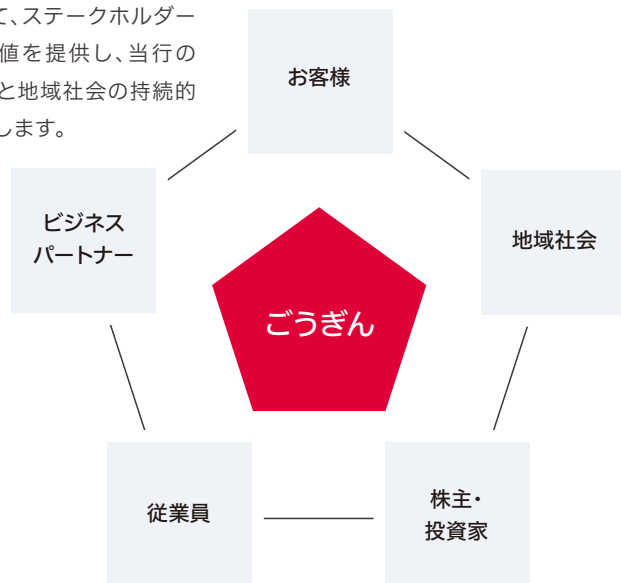 て、ステークホルダー
値を提供し、当行の
と地域社会の持続的
します。
お客様
ビジネス
パートナー
地域社会
ごうぎん
従業員
株主・
投資家